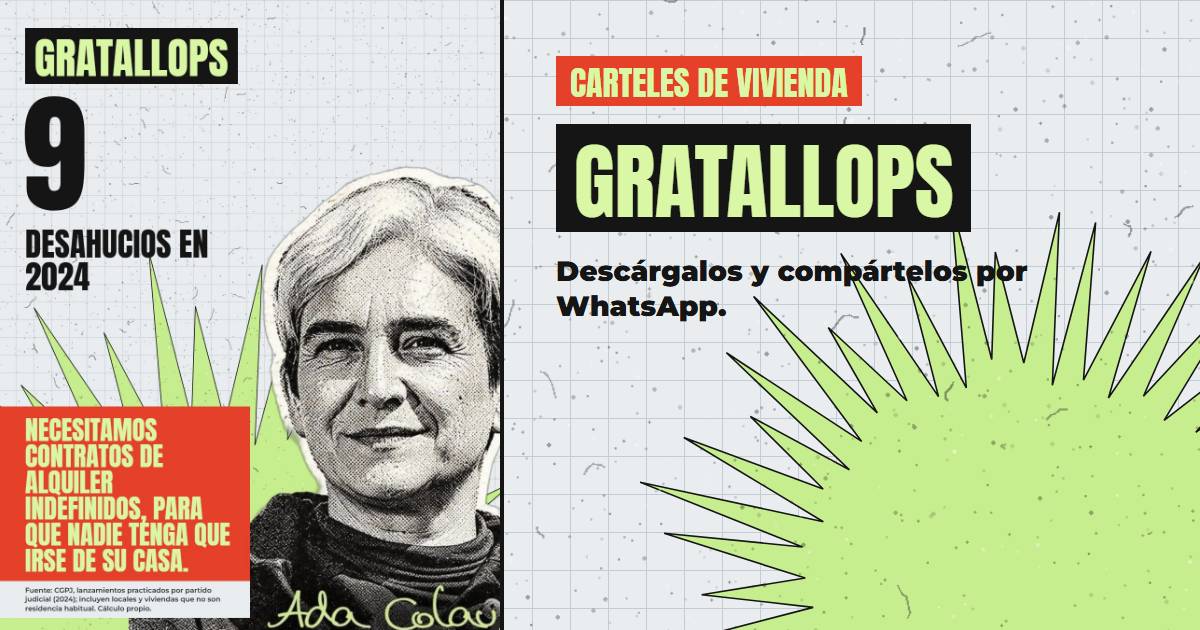 GRATALLOPS
9
DESAHUCIOS EN
2024
NECESITAMOS
CONTRATOS DE
ALQUILER
INDEFINIDOS, PARA
QUE NADIE TENGA QUE
IRSE DE SU CASA.
Fuente: CGPJ, lanzamientos practicados por partido
judicial (2024); incluyen locales y viviendas que no son
residencia habitual. Cálculo propio.
Ada Colau
CARTELES DE VIVIENDA
GRATALLOPS
Descárgalos y compártelos por
WhatsApp.